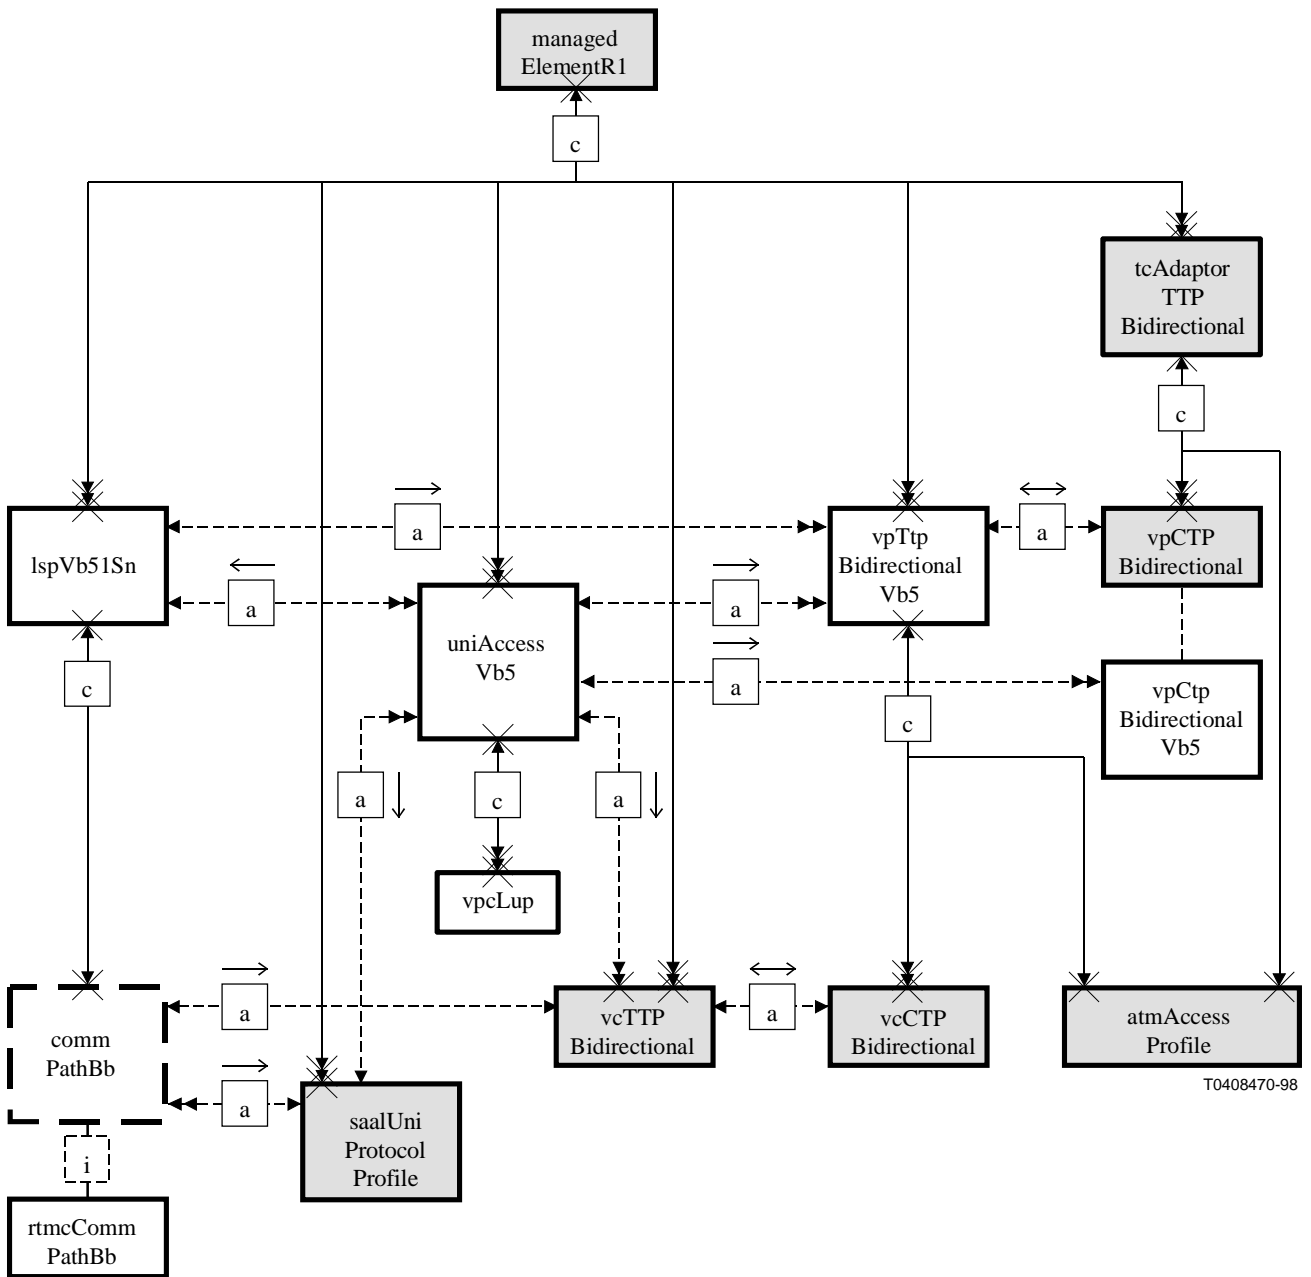 managed
ElementR1
c
tcAdaptor
TTP
Bidirectional
c
lspVb51Sn
a
vpTtp
Bidirectional
Vb5
a
vpCTP
Bidirectional
a
uniAccess
Vb5
a
a
c
c
vpCtp
Bidirectional
Vb5
a
c
a
vpcLup
comm
PathBb
a
vcTTP
Bidirectional
a
vcCTP
Bidirectional
atmAccess
Profile
T0408470-98
a
saalUni
Protocol
Profile
i
rtmcComm
PathBb